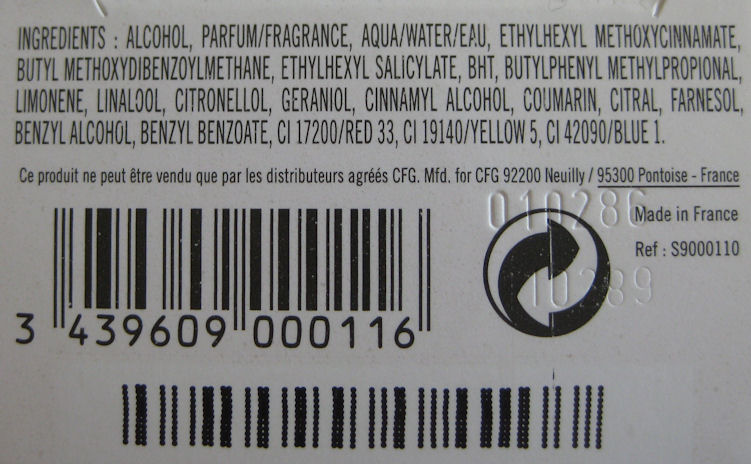 INGREDIENTS : ALCOHOL, PARFUM/FRAGRANCE, AQUA/WATER/EAU, ETHYLHEXYL METHOXYCINNAMATE,
BUTYL METHOXYDIBENZOYLMETHANE, ETHYLHEXYL SALICYLATE, BHT, BUTYLPHENYL METHYLPROPIONAL,
LIMONENE, LINALOOL, CITRONELLOL, GERANIOL, CINNAMYL ALCOHOL, COUMARIN, CITRAL, FARNESOL,
BENZYL ALCOHOL, BENZYL BENZOATE, CI 17200/RED 33, CI 19140/YELLOW 5, CI 42090/BLUE 1.
Ce produit ne peut être vendu que par les distributeurs agréés CFG. Mfd. for CFG 92200 Neuilly / 95300 Pontoise - France
010286
Made in France
Ref : S9000110
10289
3 439609 000116